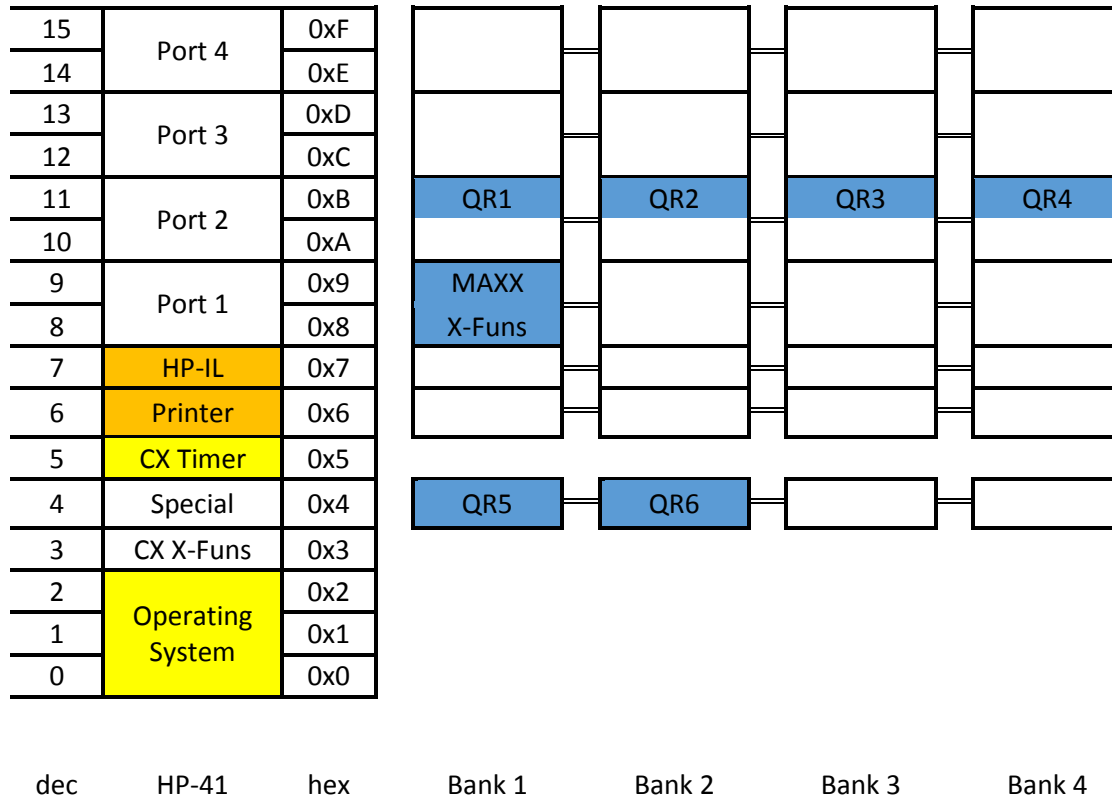 15 Port 4 0xF
14 0xE
13 Port 3 0xD
12 0xC
11 Port 2 0xB QR1 QR2 QR3 QR4
10 0xA
9 Port 1 0x9 MAXX
8 0x8 X-Funs
7 HP-IL 0x7
6 Printer 0x6
5 CX Timer 0x5
4 Special 0x4 QR5 QR6
3 CX X-Funs 0x3
2 Operating 0x2
1 System 0x1
0 0x0
dec HP-41 hex Bank 1 Bank 2 Bank 3 Bank 4